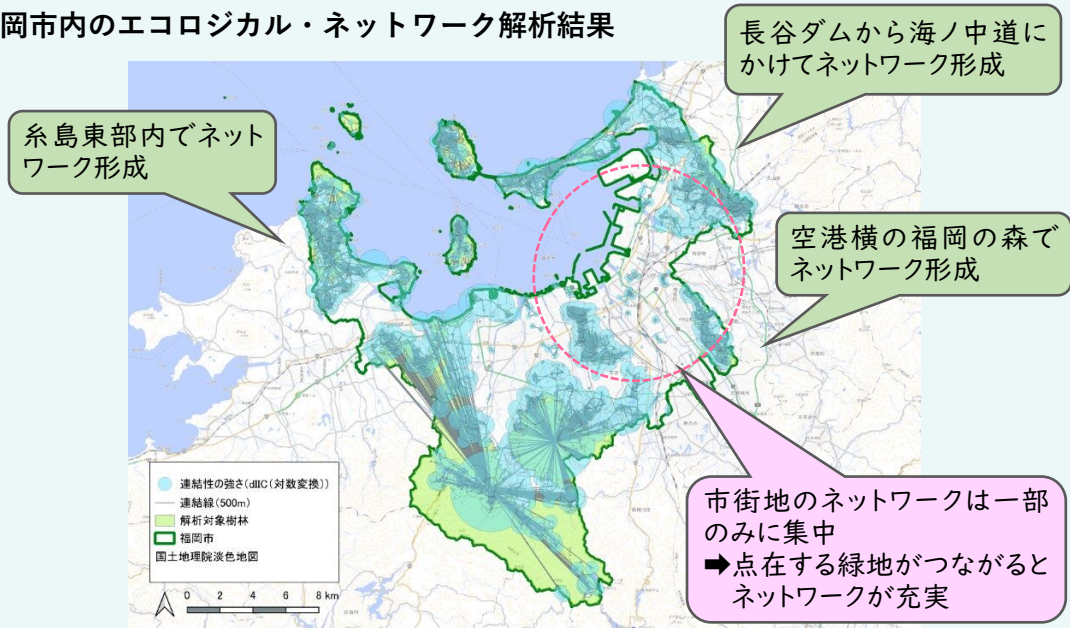 岡市内のエコロジカル・ネットワーク解析結果
長谷ダムから海ノ中道に
かけてネットワーク形成
糸島東部内でネット
ワーク形成
空港横の福岡の森で
ネットワーク形成
市街地のネットワークは一部
のみに集中
➡点在する緑地がつながると
ネットワークが充実
連結性の強さ(dIIC(対数変換))
連結線(500m)
解析対象樹林
福岡市
国土地理院淡色地図
0 2 4 6 8 km